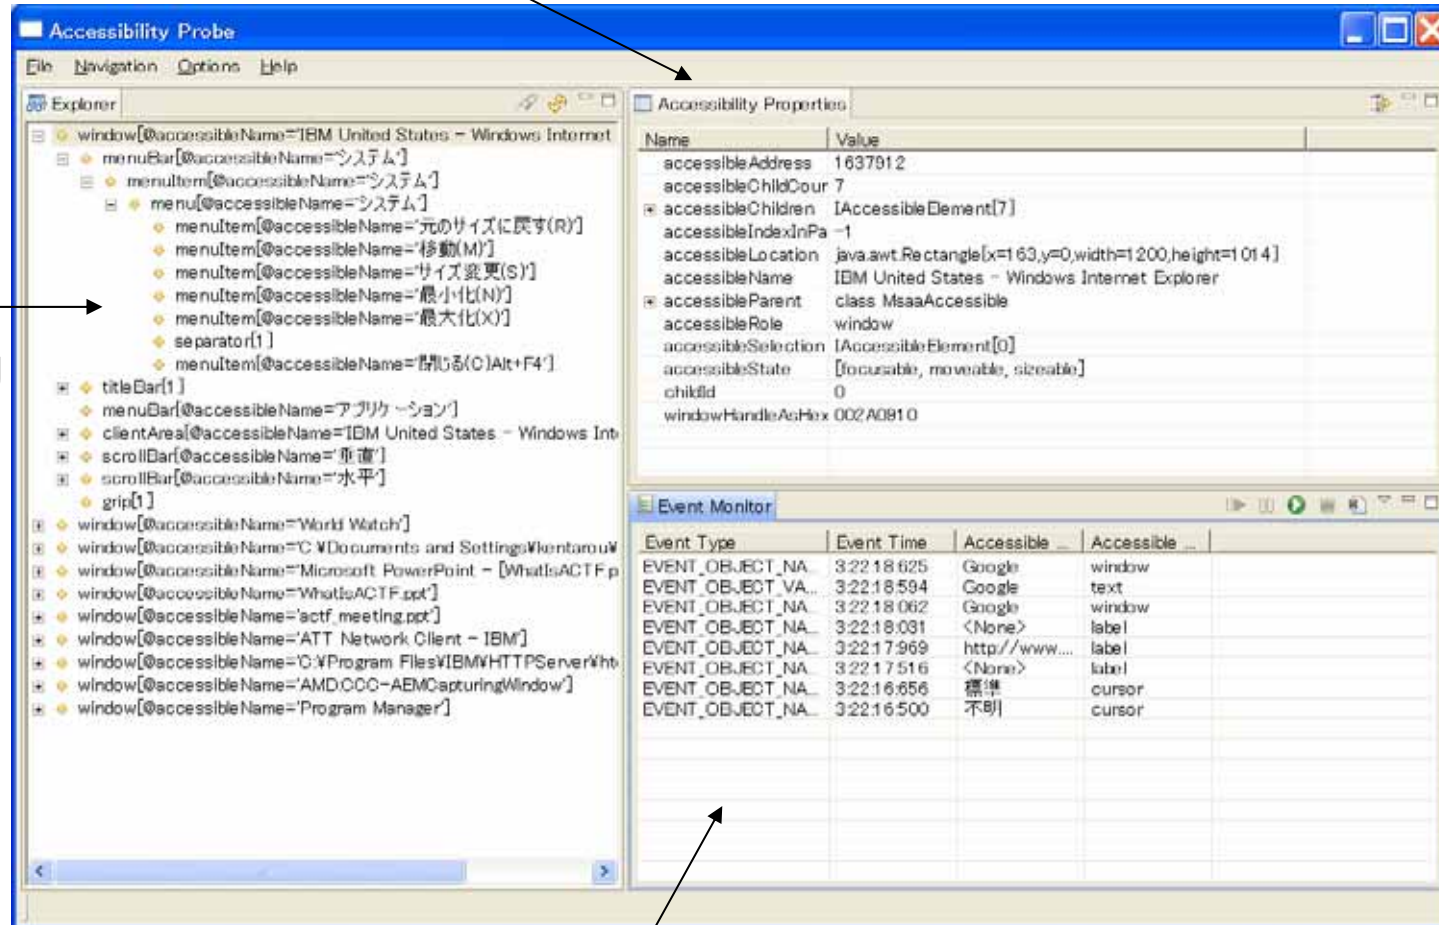 Accessibility Probe
File Navigation Options Help
Explorer
window[@accessibleName='IBM United States - Windows Internet
menuBar[@accessibleName='システム']
menuItem[@accessibleName='システム']
menu[@accessibleName='システム']
menuItem[@accessibleName='元のサイズに戻す(R)']
menuItem[@accessibleName='移動(M)']
menuItem[@accessibleName='サイズ変更(S)']
menuItem[@accessibleName='最小化(N)']
menuItem[@accessibleName='最大化(X)']
separator[1]
menuItem[@accessibleName='閉じる(C)Alt+F4']
titleBar[1]
menuBar[@accessibleName='アプリケーション']
clientArea[@accessibleName='IBM United States - Windows Int
scrollBar[@accessibleName='垂直']
scrollBar[@accessibleName='水平']
grip[1]
window[@accessibleName='World Watch']
window[@accessibleName='C:¥Documents and Settings¥kentarou¥
window[@accessibleName='Microsoft PowerPoint - [WhatIsACTF.p
window[@accessibleName='WhatIsACTF.ppt']
window[@accessibleName='actf_meeting.ppt']
window[@accessibleName='ATT Network Client - IBM']
window[@accessibleName='C:¥Program Files¥IBM¥HTTPServer¥ht
window[@accessibleName='AMD:CCC-AEMCapturingWindow']
window[@accessibleName='Program Manager']
Accessibility Properties
Name Value
accessibleAddress 1637912
accessibleChildCour 7
accessibleChildren IAccessibleElement[7]
accessibleIndexInPa -1
accessibleLocation java.awt.Rectangle[x=163,y=0,width=1200,height=1014]
accessibleName IBM United States - Windows Internet Explorer
accessibleParent class MsaaAccessible
accessibleRole window
accessibleSelection IAccessibleElement[0]
accessibleState [focusable, moveable, sizeable]
childId 0
windowHandleAsHex 002A0910
Event Monitor
Event Type Event Time Accessible ... Accessible ...
EVENT_OBJECT_NA... 3:22:18:625 Google window
EVENT_OBJECT_VA... 3:22:18:594 Google text
EVENT_OBJECT_NA... 3:22:18:062 Google window
EVENT_OBJECT_NA... 3:22:18:031 <None> label
EVENT_OBJECT_NA... 3:22:17:969 http://www.... label
EVENT_OBJECT_NA... 3:22:17:516 <None> label
EVENT_OBJECT_NA... 3:22:16:656 標準 cursor
EVENT_OBJECT_NA... 3:22:16:500 不明 cursor